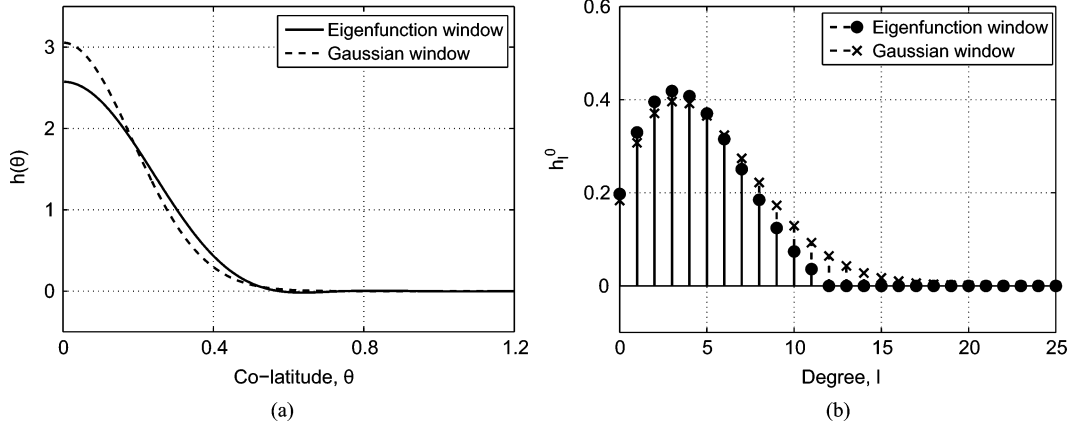 3
2
1
0
h(θ)
Eigenfunction window
Gaussian window
0
0.4
0.8
1.2
Co−latitude, θ
(a)
0.6
0.4
0.2
0
h_l^0
Eigenfunction window
Gaussian window
0
5
10
15
20
25
Degree, l
(b)